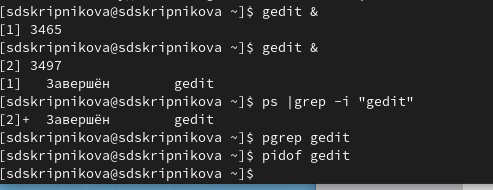 [sdskripnikova@sdskripnikova ~]$ gedit &
[1] 3465
[sdskripnikova@sdskripnikova ~]$ gedit &
[2] 3497
[1]   Завершён        gedit
[sdskripnikova@sdskripnikova ~]$ ps |grep -i "gedit"
[2]+  Завершён        gedit
[sdskripnikova@sdskripnikova ~]$ pgrep gedit
[sdskripnikova@sdskripnikova ~]$ pidof gedit
[sdskripnikova@sdskripnikova ~]$